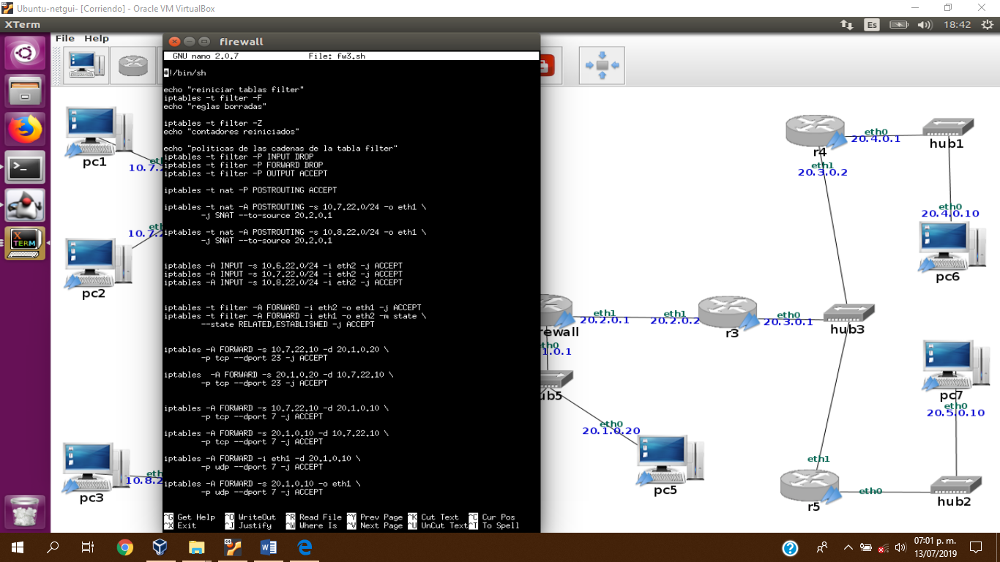 Ubuntu-netgui- [Corriendo] - Oracle VM VirtualBox
XTerm
Es
18:42
File Help
firewall
GNU nano 2.0.7 File: fw3.sh
#!/bin/sh
echo "reiniciar tablas filter"
iptables -t filter -F
echo "reglas borradas"
iptables -t filter -Z
echo "contadores reiniciados"
echo "politicas de las cadenas de la tabla filter"
iptables -t filter -P INPUT DROP
iptables -t filter -P FORWARD DROP
iptables -t filter -P OUTPUT ACCEPT
iptables -t nat -P POSTROUTING ACCEPT
iptables -t nat -A POSTROUTING -s 10.7.22.0/24 -o eth1 \
-j SNAT --to-source 20.2.0.1
iptables -t nat -A POSTROUTING -s 10.8.22.0/24 -o eth1 \
-j SNAT --to-source 20.2.0.1
iptables -A INPUT -s 10.6.22.0/24 -i eth2 -j ACCEPT
iptables -A INPUT -s 10.7.22.0/24 -i eth2 -j ACCEPT
iptables -A INPUT -s 10.8.22.0/24 -i eth2 -j ACCEPT
iptables -t filter -A FORWARD -i eth2 -o eth1 -j ACCEPT
iptables -t filter -A FORWARD -i eth1 -o eth2 -m state \
--state RELATED,ESTABLISHED -j ACCEPT
iptables -A FORWARD -s 10.7.22.10 -d 20.1.0.20 \
-p tcp --dport 23 -j ACCEPT
iptables  -A FORWARD -s 20.1.0.20 -d 10.7.22.10 \
-p tcp --dport 23 -j ACCEPT
iptables -A FORWARD -s 10.7.22.10 -d 20.1.0.10 \
-p tcp --dport 7 -j ACCEPT
iptables -A FORWARD -s 20.1.0.10 -d 10.7.22.10 \
-p tcp --dport 7 -j ACCEPT
iptables -A FORWARD -i eth1 -d 20.1.0.10 \
-p udp --dport 7 -j ACCEPT
iptables -A FORWARD -s 20.1.0.10 -o eth1 \
-p udp --dport 7 -j ACCEPT
^G Get Help ^O WriteOut ^R Read File ^Y Prev Page ^K Cut Text ^C Cur Pos
^X Exit ^J Justify ^W Where Is ^V Next Page ^U UnCut Text ^T To Spell
X TERM
pc1
eth
10.7.2
pc2
eth
10.7.2
pc3
eth
10.8.2
rewall
eth1
20.2.0.1
eth0
1.0.1
ub5
eth1
20.2.0.2
r3
eth0
20.3.0.1
hub3
r4
eth0
20.4.0.1
eth1
20.3.0.2
hub1
eth0
20.4.0.10
pc6
pc7
eth0
20.5.0.10
eth0
20.1.0.20
pc5
eth1
r5
eth0
hub2
07:01 p. m.
13/07/2019